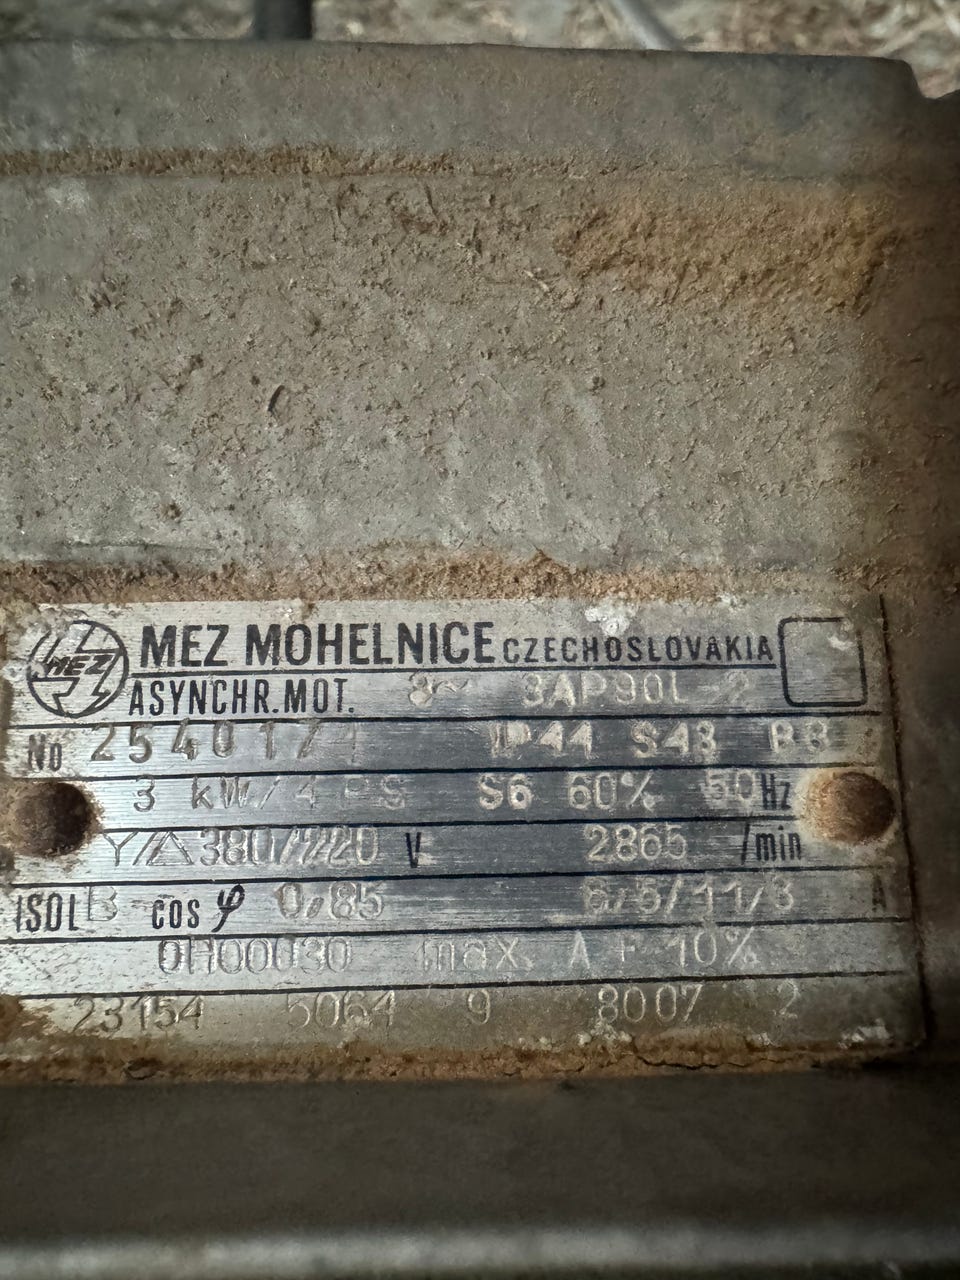 MEZ MEZ MOHELNICE CZECHOSLOVAKIA
ASYNCHR. MOT. 3~ 3AP90L-2
No 2540171 IP44 S48
3 kW/4 PS S6 60% 50Hz
Y/△ 380/220 V 2865 /min
ISOL B cos φ 0,85 6,5/11,3 A
0H00030 max. A + 10%
23154 5064 9 8007 2